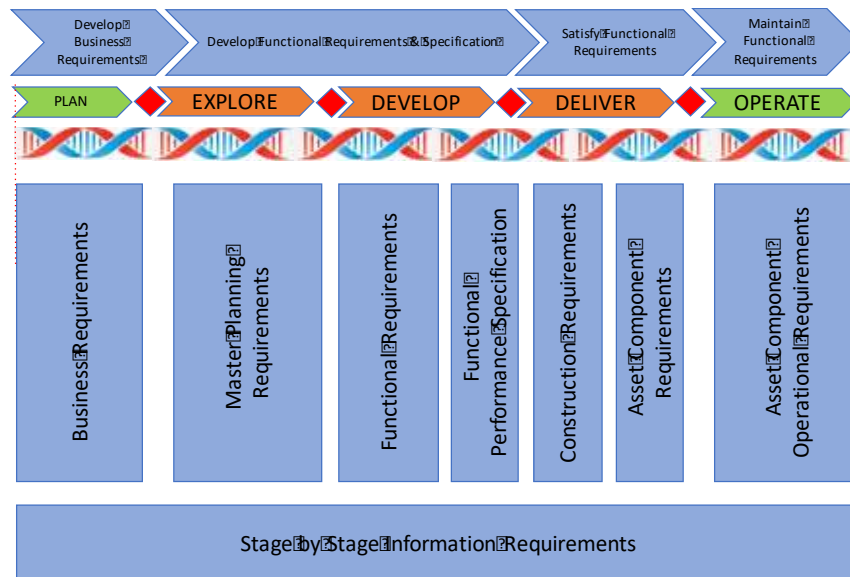 Develop
Business
Requirements
Develop Functional Requirements & Specification
Satisfy Functional
Requirements
Maintain
Functional
Requirements
PLAN
EXPLORE
DEVELOP
DELIVER
OPERATE
Business Requirements
Master Planning
Requirements
Functional Requirements
Functional
Performance Specification
Construction Requirements
Asset Component
Requirements
Asset Component
Operational Requirements
Stage by Stage Information Requirements